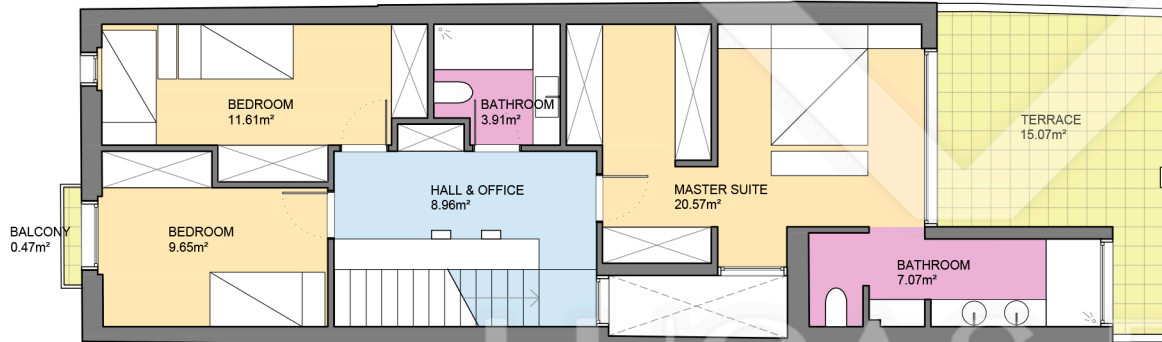 BEDROOM
11.61m²
BATHROOM
3.91m²
TERRACE
15.07m²
HALL & OFFICE
8.96m²
MASTER SUITE
20.57m²
BALCONY
0.47m²
BEDROOM
9.65m²
BATHROOM
7.07m²